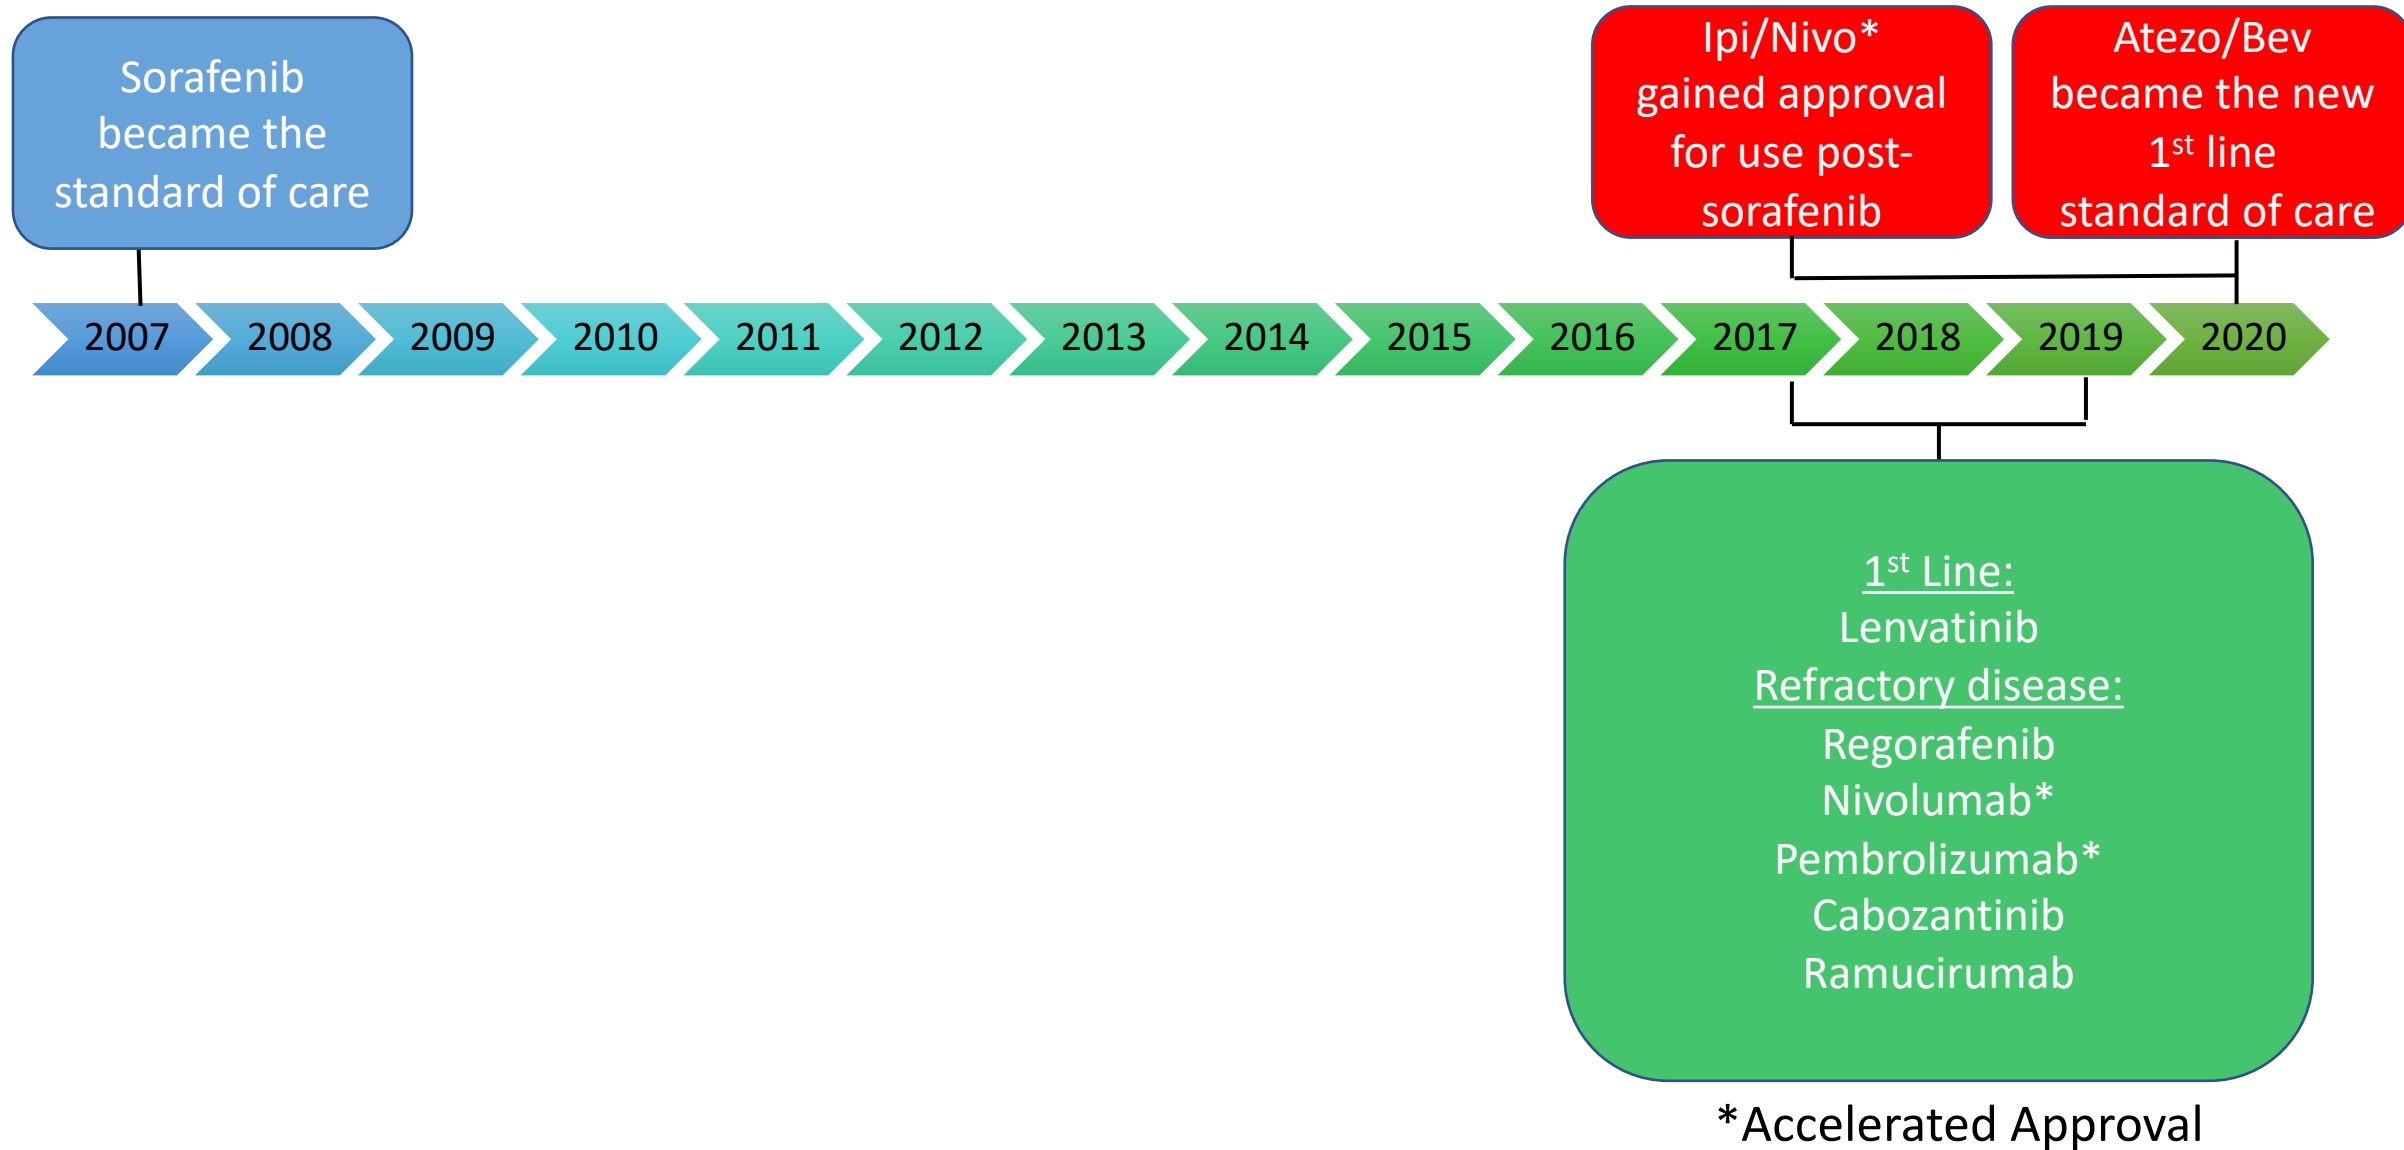 Sorafenib
became the
standard of care
Ipi/Nivo*
gained approval
for use post-
sorafenib
Atezo/Bev
became the new
1st line
standard of care
2007
2008
2009
2010
2011
2012
2013
2014
2015
2016
2017
2018
2019
2020
1st Line:
Lenvatinib
Refractory disease:
Regorafenib
Nivolumab*
Pembrolizumab*
Cabozantinib
Ramucirumab
*Accelerated Approval